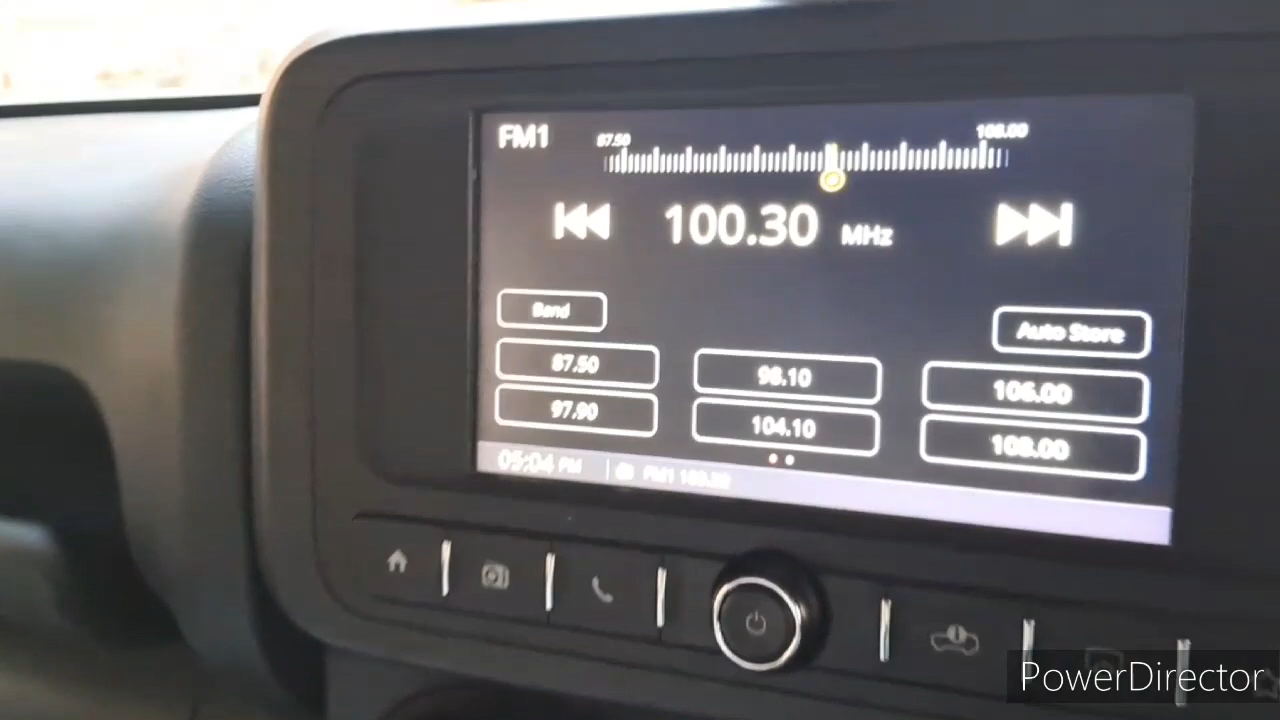 FM1
87.50 108.00
100.30 MHz
Band
Auto Store
87.50 98.10 106.00
97.90 104.10 108.00
05:04 PM FM1 100.30
PowerDirector